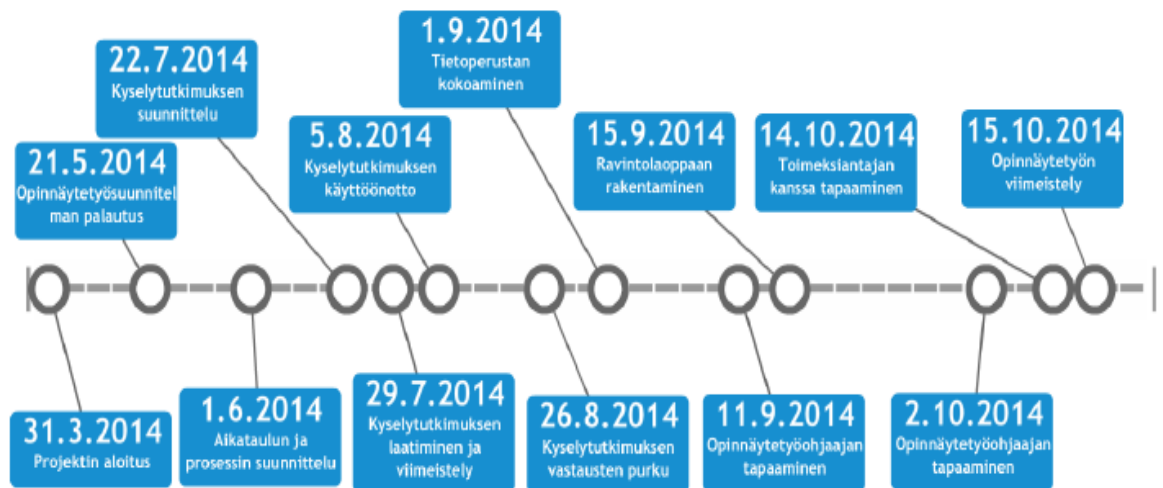 1.9.2014
Tietoperustan
kokoaminen
22.7.2014
Kyselytutkimuksen
suunnittelu
5.8.2014
Kyselytutkimuksen
käyttöönotto
15.9.2014
Ravintolaoppaan
rakentaminen
14.10.2014
Toimeksiantajan
kanssa tapaaminen
15.10.2014
Opinnäytetyön
viimeistely
21.5.2014
Opinnäytetyösuunnitel
man palautus
31.3.2014
Projektin aloitus
1.6.2014
Aikataulun ja
prosessin suunnittelu
29.7.2014
Kyselytutkimuksen
laatiminen ja
viimeistely
26.8.2014
Kyselytutkimuksen
vastausten purku
11.9.2014
Opinnäytetyöohjaajan
tapaaminen
2.10.2014
Opinnäytetyöohjaajan
tapaaminen